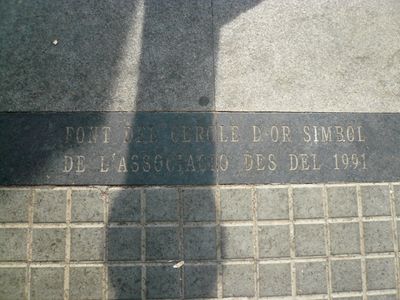 FONT DEL CERCLE D'OR SIMBOL
DE L'ASSOCIACIO DES DEL 1991